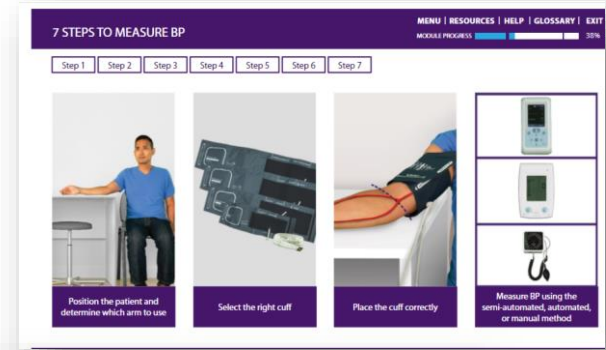 7 STEPS TO MEASURE BP
MENU | RESOURCES | HELP | GLOSSARY | EXIT
MODULE PROGRESS 38%
Step 1 Step 2 Step 3 Step 4 Step 5 Step 6 Step 7
Position the patient and
determine which arm to use
Select the right cuff
Place the cuff correctly
Measure BP using the
semi-automated, automated,
or manual method